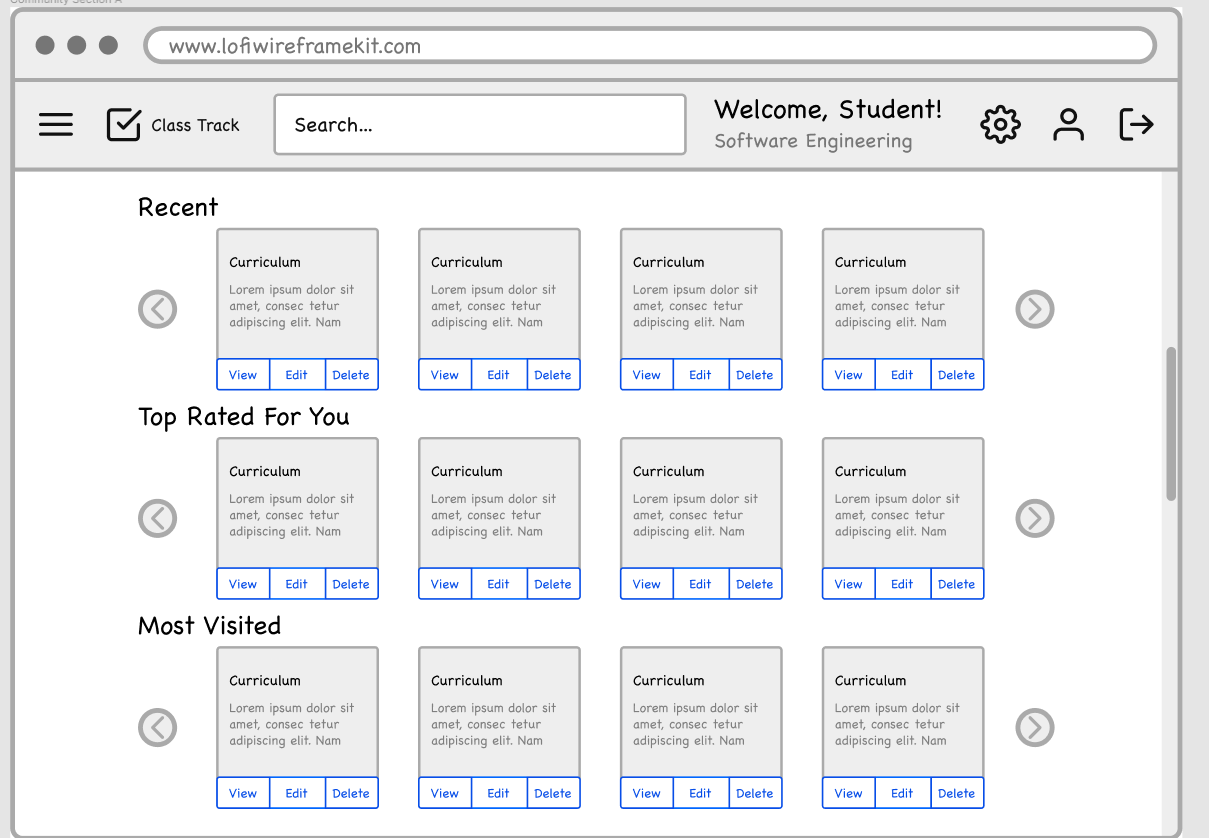 Community Section A
www.lofiwireframekit.com
Class Track
Search...
Welcome, Student!
Software Engineering
Recent
Curriculum
Lorem ipsum dolor sit
amet, consec tetur
adipiscing elit. Nam
View Edit Delete
Curriculum
Lorem ipsum dolor sit
amet, consec tetur
adipiscing elit. Nam
View Edit Delete
Curriculum
Lorem ipsum dolor sit
amet, consec tetur
adipiscing elit. Nam
View Edit Delete
Curriculum
Lorem ipsum dolor sit
amet, consec tetur
adipiscing elit. Nam
View Edit Delete
Top Rated For You
Curriculum
Lorem ipsum dolor sit
amet, consec tetur
adipiscing elit. Nam
View Edit Delete
Curriculum
Lorem ipsum dolor sit
amet, consec tetur
adipiscing elit. Nam
View Edit Delete
Curriculum
Lorem ipsum dolor sit
amet, consec tetur
adipiscing elit. Nam
View Edit Delete
Curriculum
Lorem ipsum dolor sit
amet, consec tetur
adipiscing elit. Nam
View Edit Delete
Most Visited
Curriculum
Lorem ipsum dolor sit
amet, consec tetur
adipiscing elit. Nam
View Edit Delete
Curriculum
Lorem ipsum dolor sit
amet, consec tetur
adipiscing elit. Nam
View Edit Delete
Curriculum
Lorem ipsum dolor sit
amet, consec tetur
adipiscing elit. Nam
View Edit Delete
Curriculum
Lorem ipsum dolor sit
amet, consec tetur
adipiscing elit. Nam
View Edit Delete